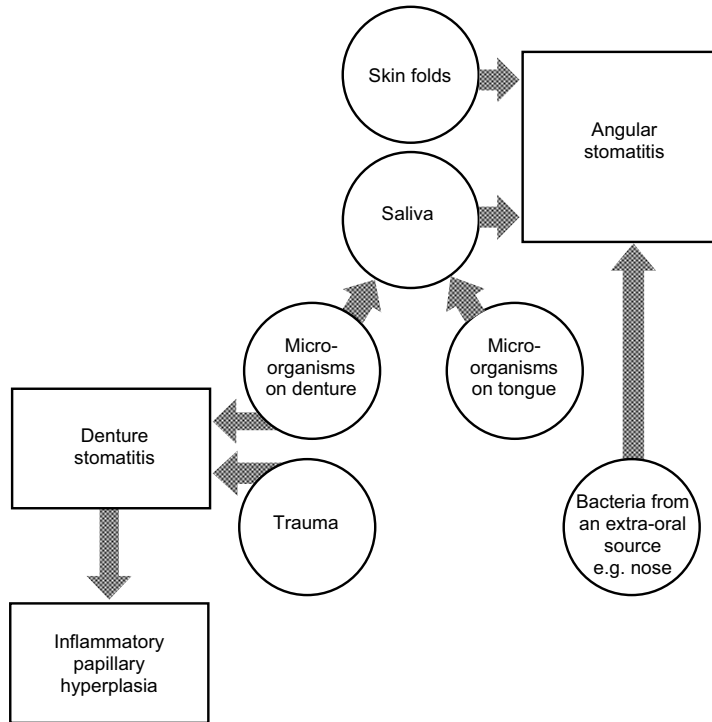 Skin folds
Angular
stomatitis
Saliva
Micro-
organisms
on denture
Micro-
organisms
on tongue
Denture
stomatitis
Trauma
Bacteria from
an extra-oral
source
e.g. nose
Inflammatory
papillary
hyperplasia